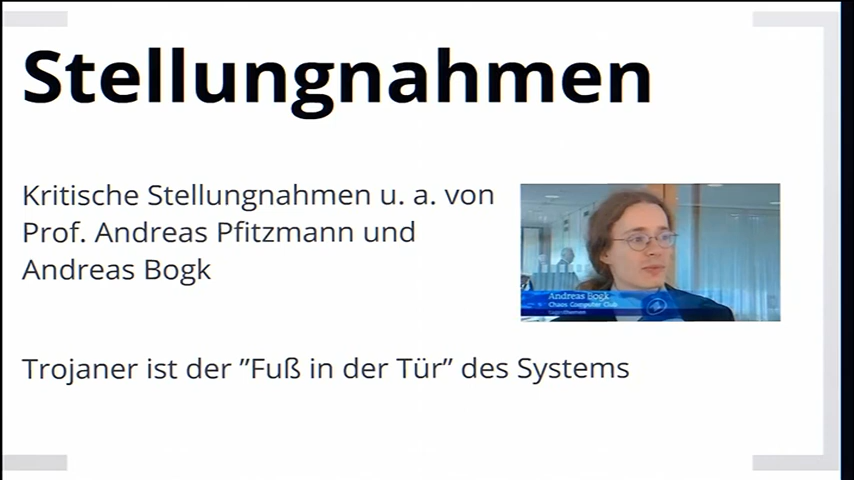 Stellungnahmen
Kritische Stellungnahmen u. a. von
Prof. Andreas Pfitzmann und
Andreas Bogk
Andreas Bogk
Chaos Computer Club
tagesthemen
Trojaner ist der ”Fuß in der Tür” des Systems